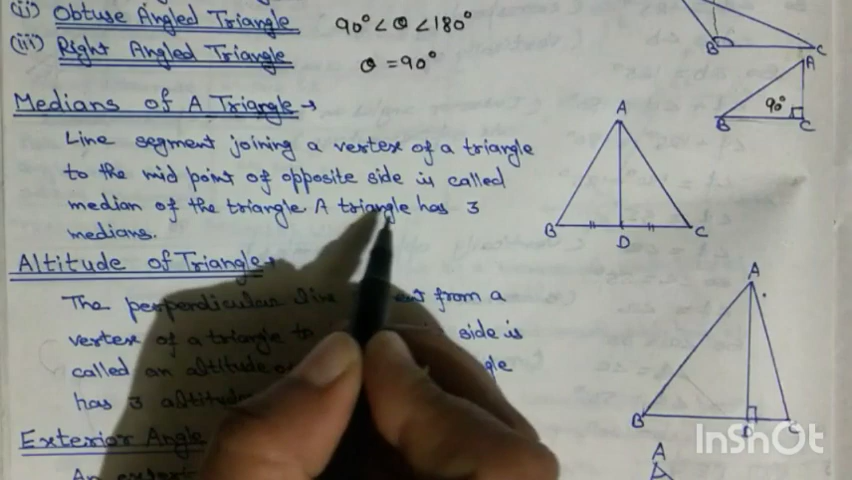 (ii) Obtuse Angled Triangle 90° < θ < 180°
(iii) Right Angled Triangle θ = 90°
B C
A
90°
B C
Medians of A Triangle →
Line segment joining a vertex of a triangle
to the mid point of opposite side is called
median of the triangle A triangle has 3
medians.
A
B D C
Altitude of Triangle →
The perpendicular line from a
vertex of a triangle to side is
called an altitude
has 3
A
B D C
Exterior Angle
An
A
InShOt